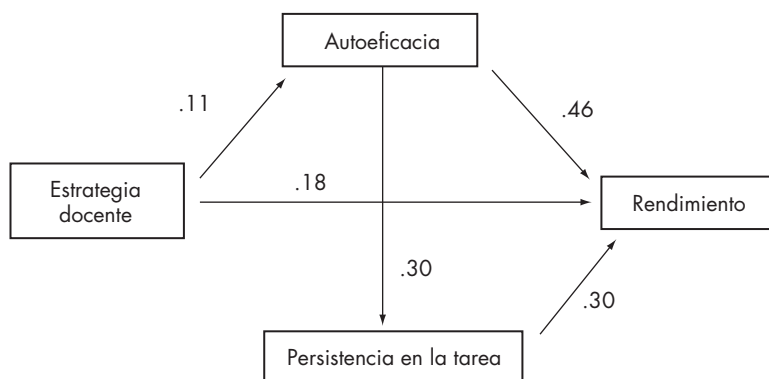 Autoeficacia
.11
.46
Estrategia
docente
.18
Rendimiento
.30
.30
Persistencia en la tarea